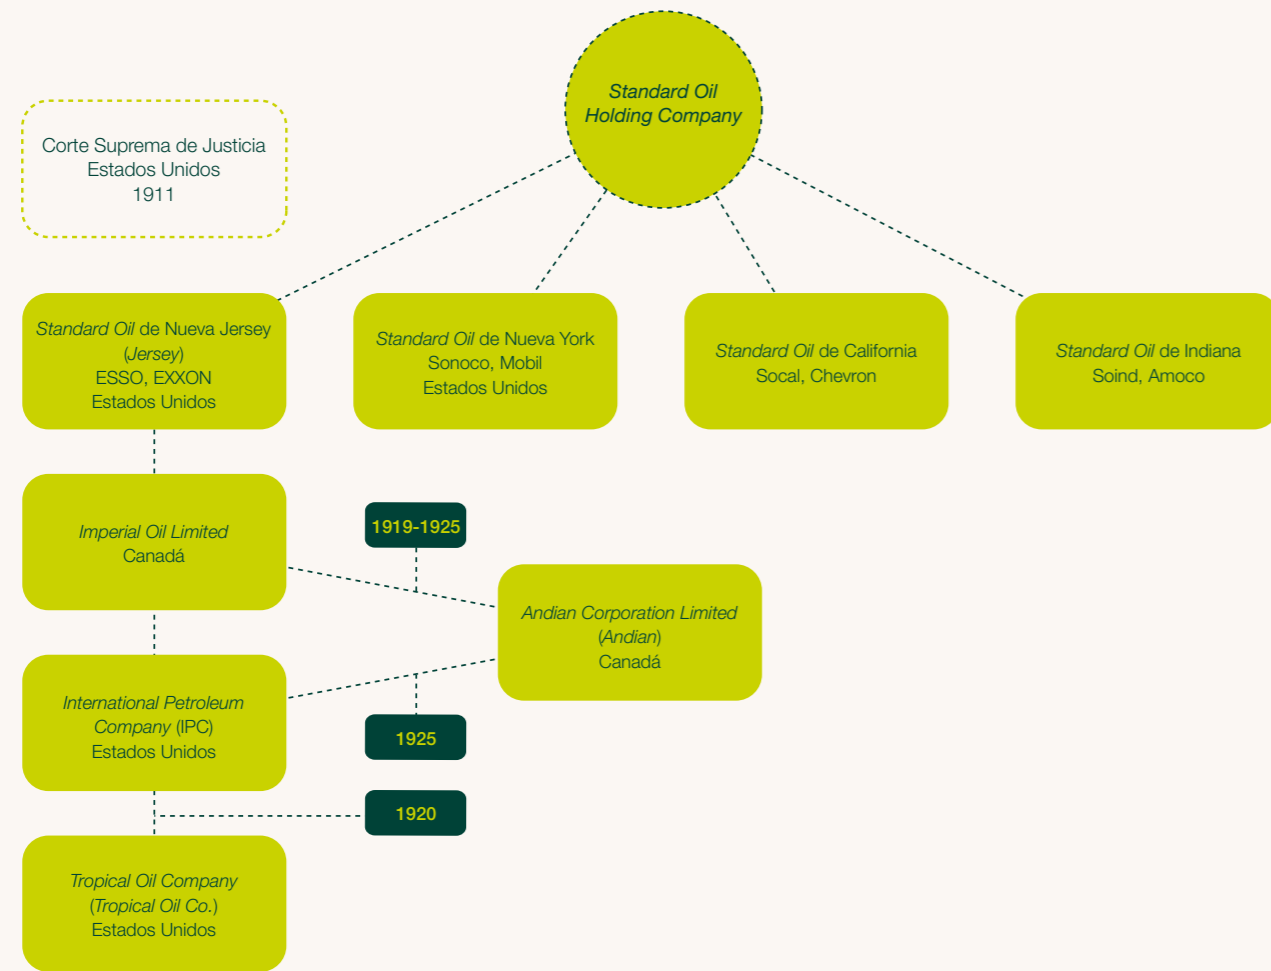 Standard Oil
Holding Company
Corte Suprema de Justicia
Estados Unidos
1911
Standard Oil de Nueva Jersey
(Jersey)
ESSO, EXXON
Estados Unidos
Standard Oil de Nueva York
Sonoco, Mobil
Estados Unidos
Standard Oil de California
Socal, Chevron
Standard Oil de Indiana
Soind, Amoco
Imperial Oil Limited
Canadá
1919-1925
Andian Corporation Limited
(Andian)
Canadá
International Petroleum
Company (IPC)
Estados Unidos
1925
1920
Tropical Oil Company
(Tropical Oil Co.)
Estados Unidos